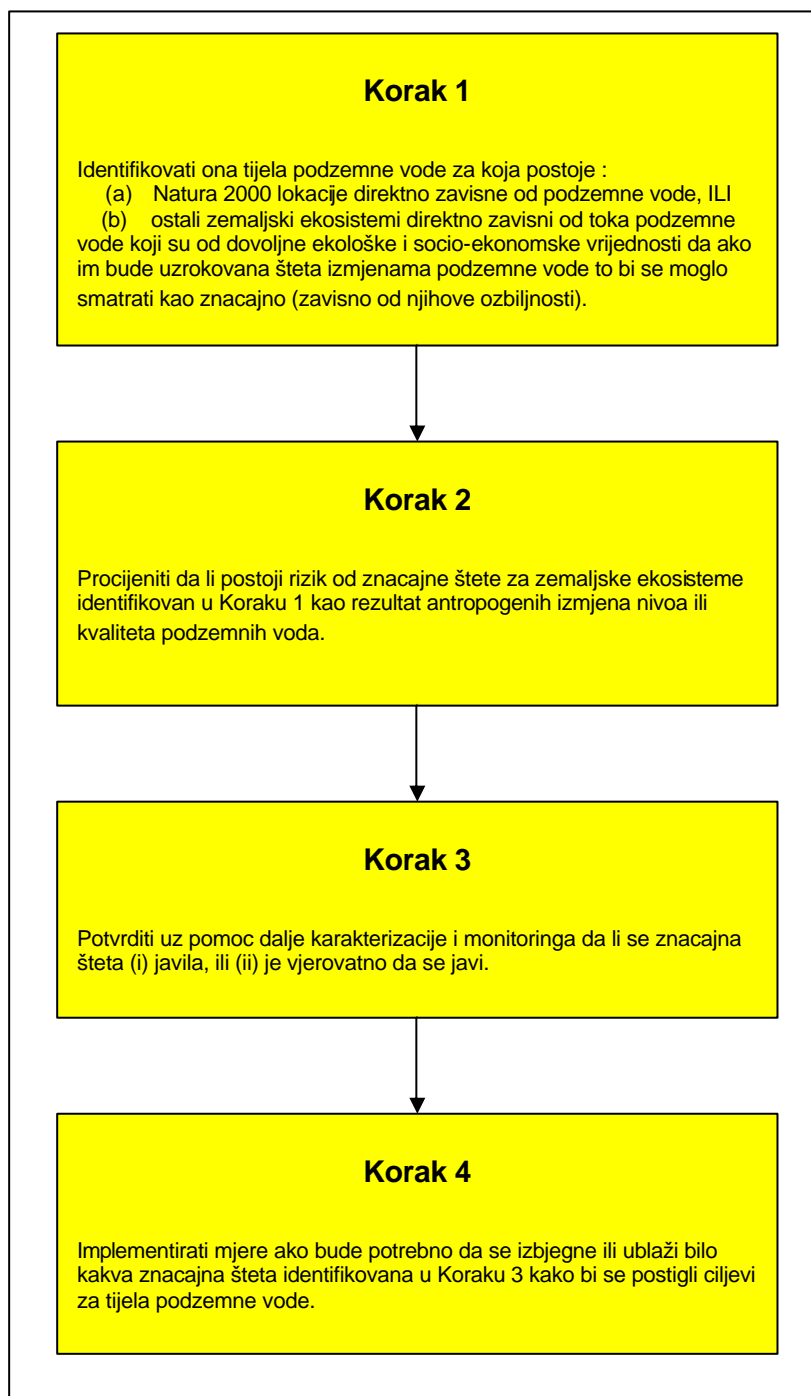 Korak 1
Identifikovati ona tijela podzemne vode za koja postoje :
(a) Natura 2000 lokacije direktno zavisne od podzemne vode, ILI
(b) ostali zemaljski ekosistemi direktno zavisni od toka podzemne
vode koji su od dovoljne ekološke i socio-ekonomske vrijednosti da ako
im bude uzrokovana šteta izmjenama podzemne vode to bi se moglo
smatrati kao znacajno (zavisno od njihove ozbiljnosti).
Korak 2
Procijeniti da li postoji rizik od znacajne štete za zemaljske ekosisteme
identifikovan u Koraku 1 kao rezultat antropogenih izmjena nivoa ili
kvaliteta podzemnih voda.
Korak 3
Potvrditi uz pomoc dalje karakterizacije i monitoringa da li se znacajna
šteta (i) javila, ili (ii) je vjerovatno da se javi.
Korak 4
Implementirati mjere ako bude potrebno da se izbjegne ili ublaži bilo
kakva znacajna šteta identifikovana u Koraku 3 kako bi se postigli ciljevi
za tijela podzemne vode.